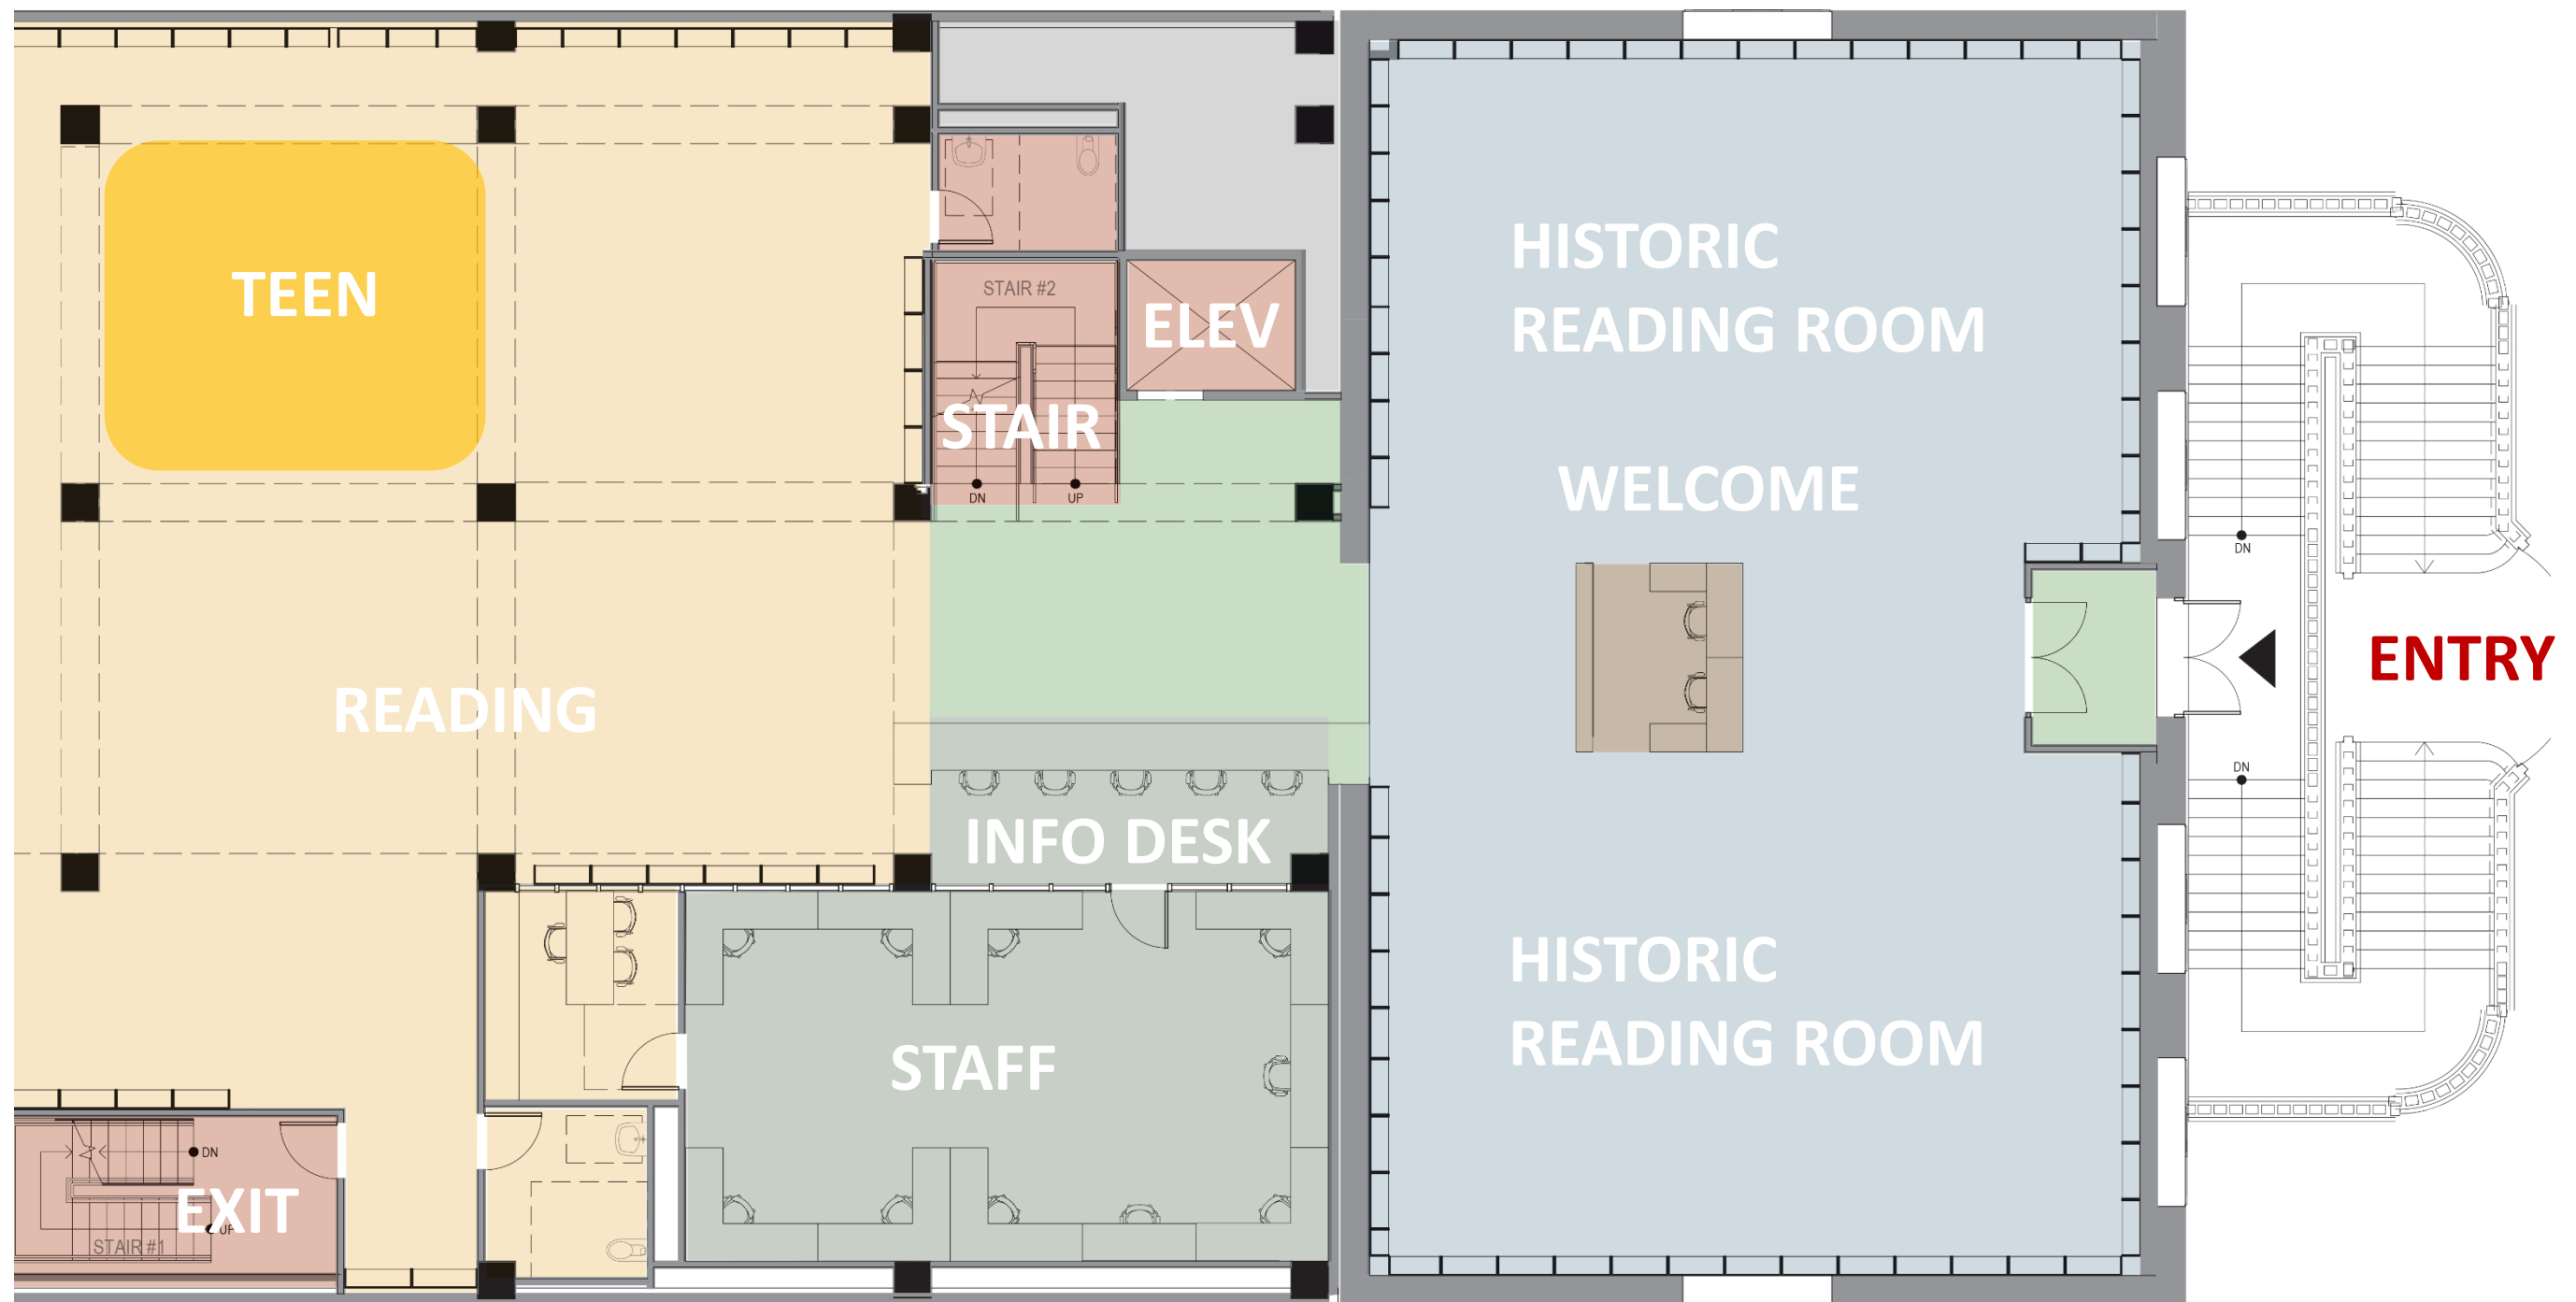 TEEN
STAIR #2
ELEV
STAIR
DN
UP
HISTORIC
READING ROOM
WELCOME
DN
ENTRY
READING
DN
INFO DESK
HISTORIC
READING ROOM
STAFF
DN
EXIT
UP
STAIR #1